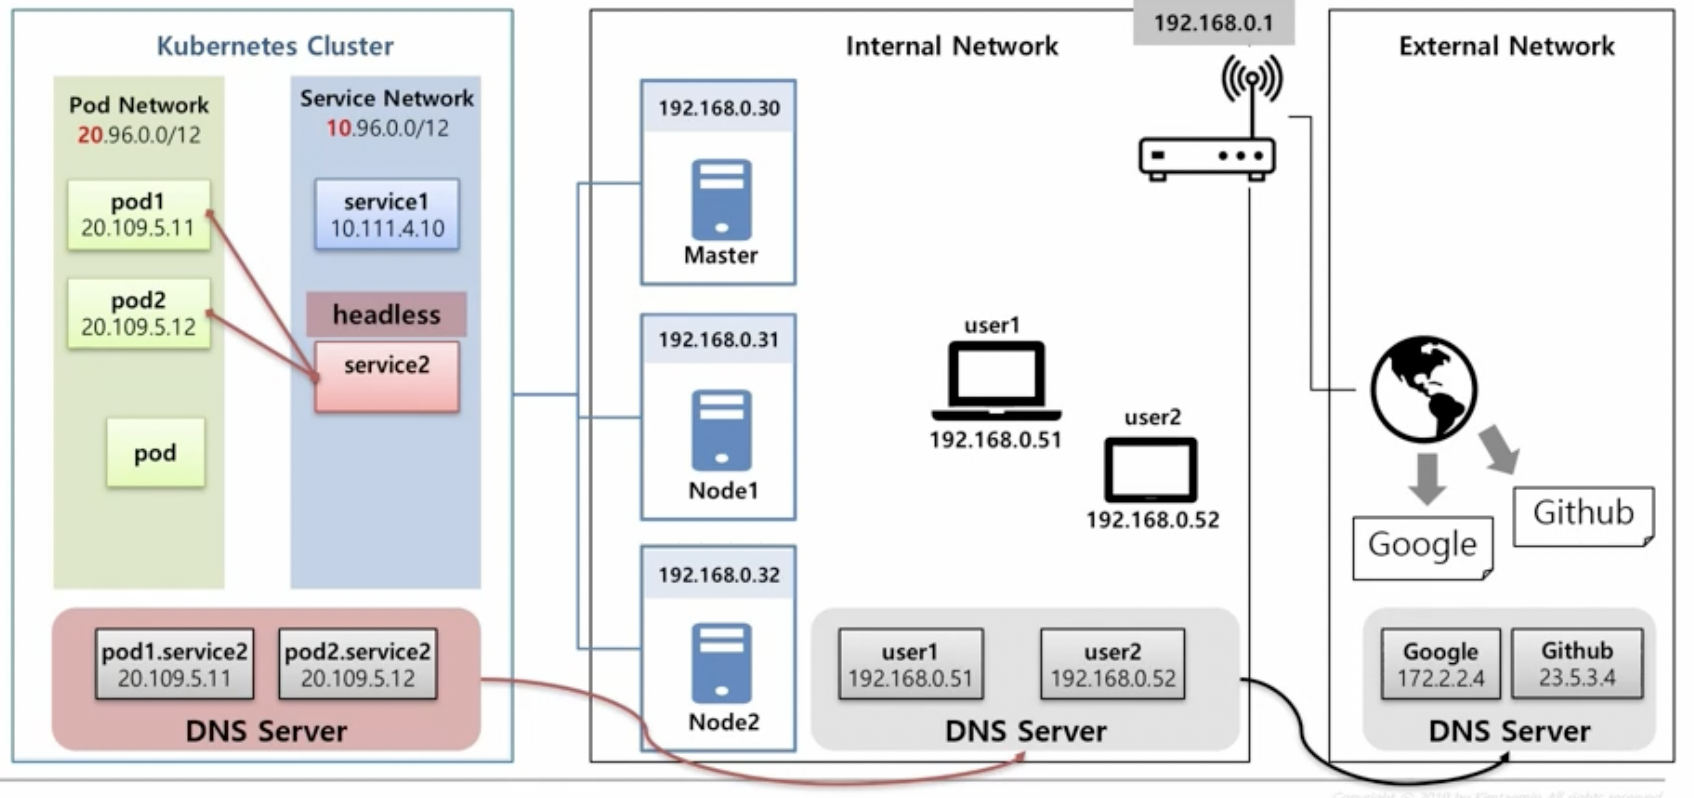 Kubernetes Cluster
Pod Network
20.96.0.0/12
pod1
20.109.5.11
pod2
20.109.5.12
pod
Service Network
10.96.0.0/12
service1
10.111.4.10
headless
service2
pod1.service2
20.109.5.11
pod2.service2
20.109.5.12
DNS Server
Internal Network
192.168.0.1
192.168.0.30
Master
192.168.0.31
Node1
192.168.0.32
Node2
user1
192.168.0.51
user2
192.168.0.52
user1
192.168.0.51
user2
192.168.0.52
DNS Server
External Network
Google
Github
Google
172.2.2.4
Github
23.5.3.4
DNS Server